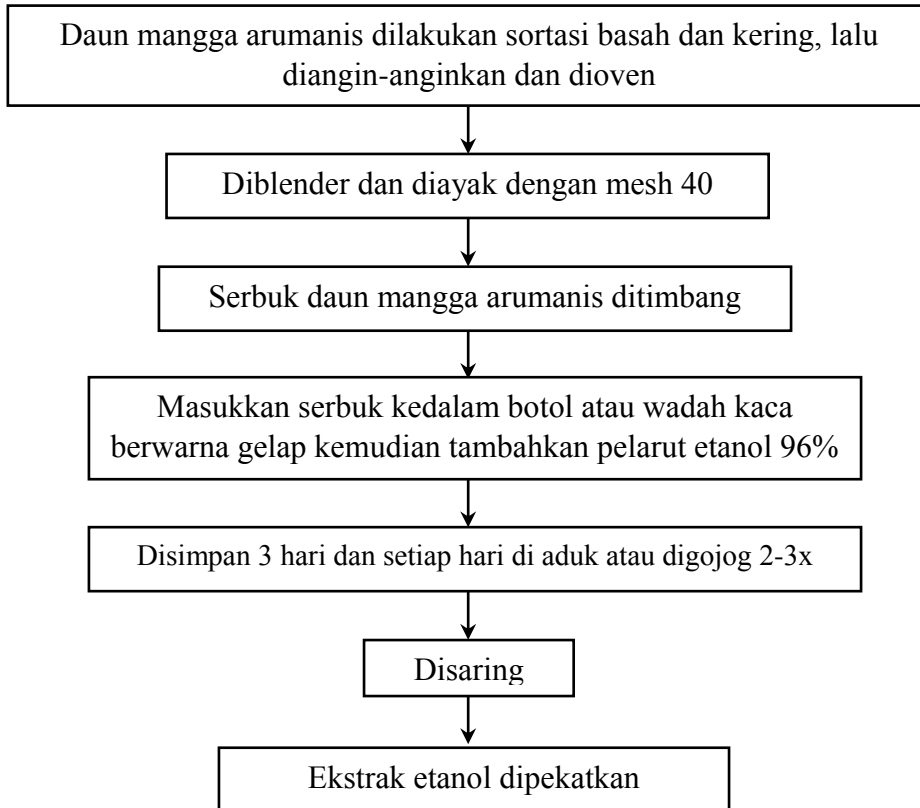 Daun mangga arumanis dilakukan sortasi basah dan kering, lalu
diangin-anginkan dan dioven
Diblender dan diayak dengan mesh 40
Serbuk daun mangga arumanis ditimbang
Masukkan serbuk kedalam botol atau wadah kaca
berwarna gelap kemudian tambahkan pelarut etanol 96%
Disimpan 3 hari dan setiap hari di aduk atau digojog 2-3x
Disaring
Ekstrak etanol dipekatkan